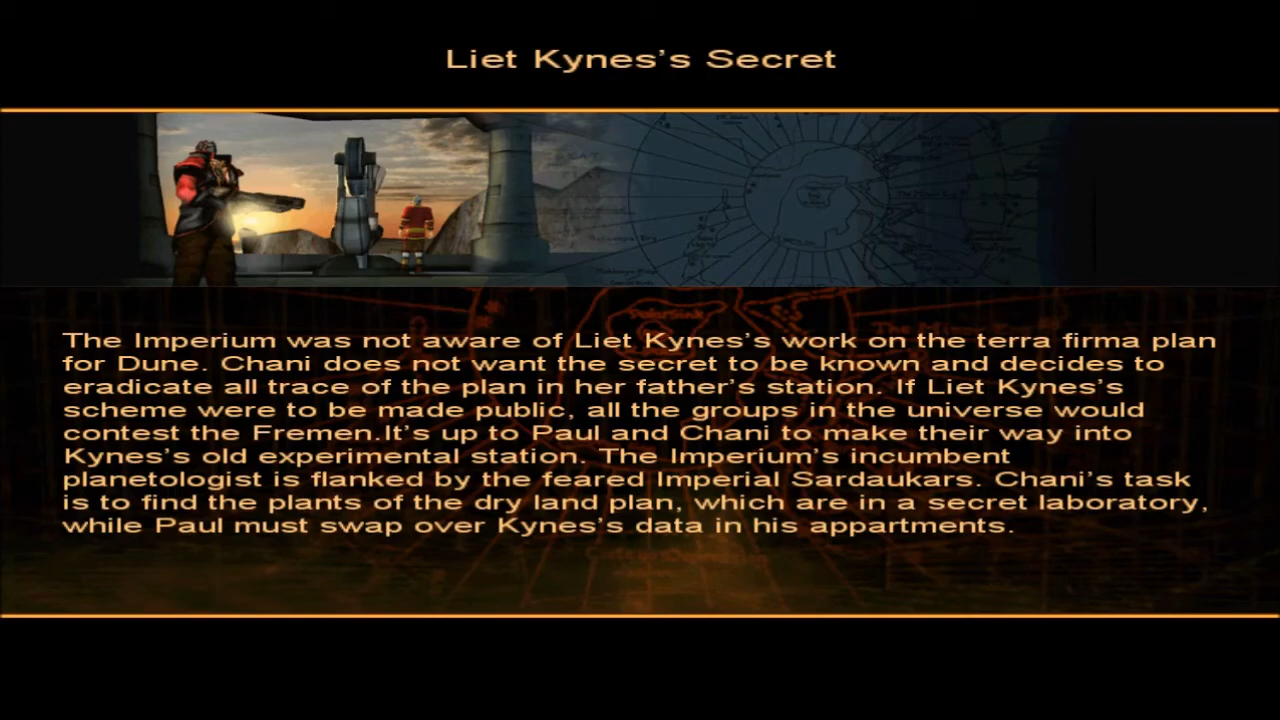 Liet Kynes's Secret
The Imperium was not aware of Liet Kynes's work on the terra firma plan
for Dune. Chani does not want the secret to be known and decides to
eradicate all trace of the plan in her father's station. If Liet Kynes's
scheme were to be made public, all the groups in the universe would
contest the Fremen.It's up to Paul and Chani to make their way into
Kynes's old experimental station. The Imperium's incumbent
planetologist is flanked by the feared Imperial Sardaukars. Chani's task
is to find the plants of the dry land plan, which are in a secret laboratory,
while Paul must swap over Kynes's data in his appartments.